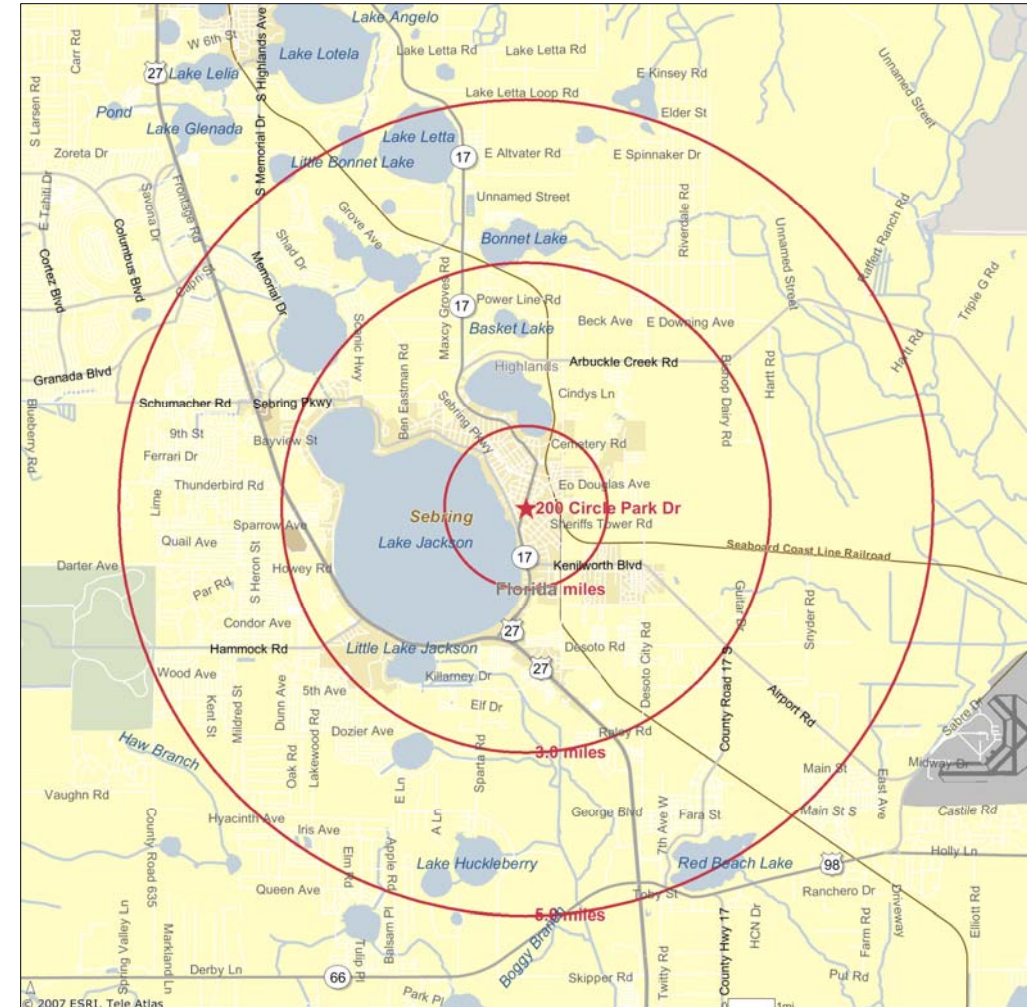 Lake Angelo
W 6th St
Lake Lotela
Lake Letta Rd
Lake Letta Rd
Carr Rd
S Highlands Ave
27
Lake Lelia
E Kinsey Rd
Unnamed Street
S Larsen Rd
Lake Letta Loop Rd
Pond
Elder St
Lake Glenada
Lake Letta
S Memorial Dr
17
Zoreta Dr
Little Bonnet Lake
E Altvater Rd
E Spinnaker Dr
E Tahiti Dr
Savona Dr
Frontage Rd
Unnamed Street
Riverdale Rd
Raffert Ranch Rd
Columbus Blvd
Grove Ave
Bonnet Lake
Unnamed Street
Cortez Blvd
Shad Dr
Memorial Dr
Capri St
Maxcy Groves Rd
Triple G Rd
17
Power Line Rd
Scenic Hwy
Basket Lake
Beck Ave
E Downing Ave
Hartt Rd
Granada Blvd
Ben Eastman Rd
Highlands
Arbuckle Creek Rd
Bishop Dairy Rd
Hartt Rd
Blueberry Rd
Schumacher Rd
Sebring Pkwy
Cindys Ln
9th St
Bayview St
Sebring Pkwy
Cemetery Rd
Ferrari Dr
Thunderbird Rd
Eo Douglas Ave
Lime
Sebring
200 Circle Park Dr
Sparrow Ave
Sheriffs Tower Rd
Quail Ave
Lake Jackson
Seaboard Coast Line Railroad
Darter Ave
S Heron St
Howey Rd
17
Kenilworth Blvd
Par Rd
Florida
miles
Guitar Dr
Snyder Rd
Condor Ave
27
Hammock Rd
Little Lake Jackson
Desoto Rd
Desoto City Rd
27
Wood Ave
Killarney Dr
County Road 17 S
Airport Rd
Kent St
Mildred St
Dunn Ave
5th Ave
Elf Dr
Sabre Dr
Dozier Ave
Raley Rd
Haw Branch
3.0 miles
Oak Rd
Lakewood Rd
Sparta Rd
Main St
Midway Dr
E Ln
Vaughn Rd
East Ave
County Road 635
Hyacinth Ave
A Ln
George Blvd
7th Ave W
Fara St
Main St S
Castile Rd
Iris Ave
Elm Rd
Apple Rd
Lake Huckleberry
Red Beach Lake
98
Holly Ln
Queen Ave
Toby St
Ranchero Dr
Driveway
Elliott Rd
Spring Valley Ln
Markland Ln
Balsam Pl
5.0 miles
Boggy Branch
HCN Dr
Farm Rd
Tulip Pl
Derby Ln
66
Skipper Rd
Twitty Rd
County Hwy 17
Park Pl
1mi
© 2007 ESRI, Tele Atlas